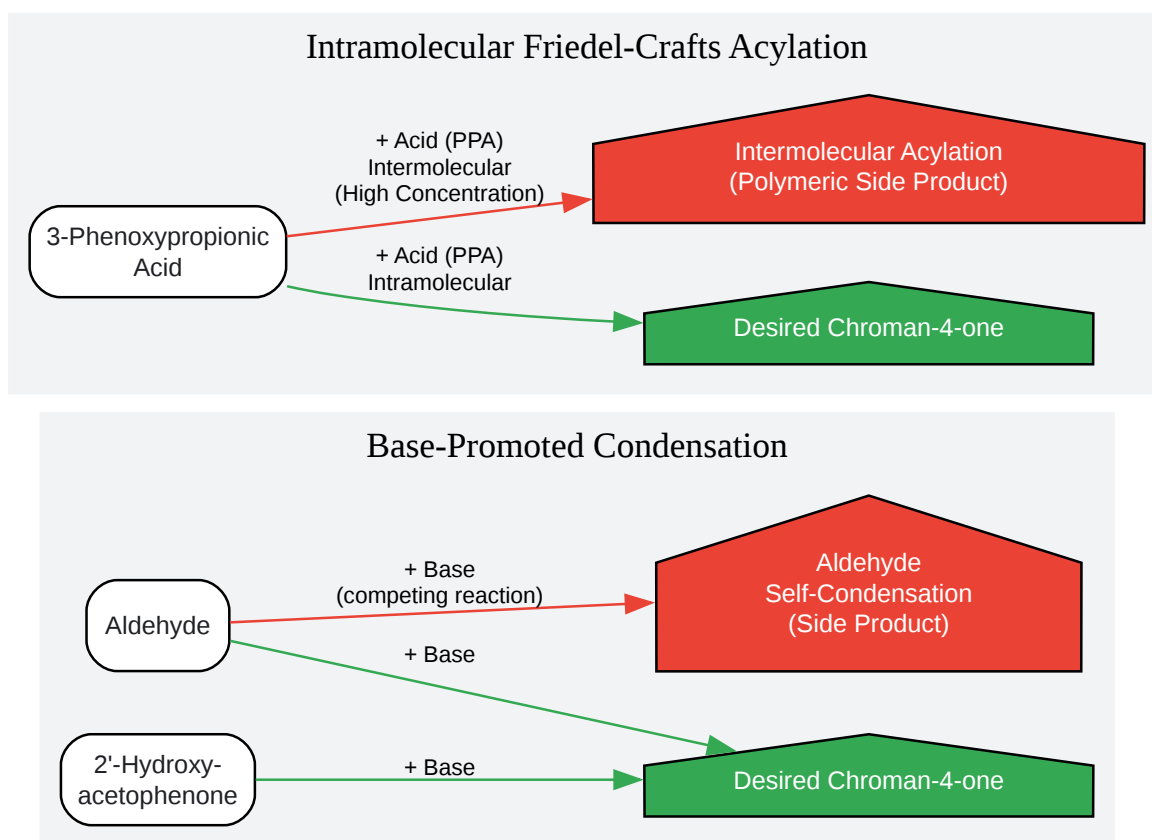 Intramolecular Friedel-Crafts Acylation
+ Acid (PPA)
Intermolecular
(High Concentration)
Intermolecular Acylation
(Polymeric Side Product)
3-Phenoxypropionic
Acid
+ Acid (PPA)
Intramolecular
Desired Chroman-4-one
Base-Promoted Condensation
+ Base
(competing reaction)
Aldehyde
Self-Condensation
(Side Product)
Aldehyde
+ Base
2'-Hydroxy-
acetophenone
+ Base
Desired Chroman-4-one